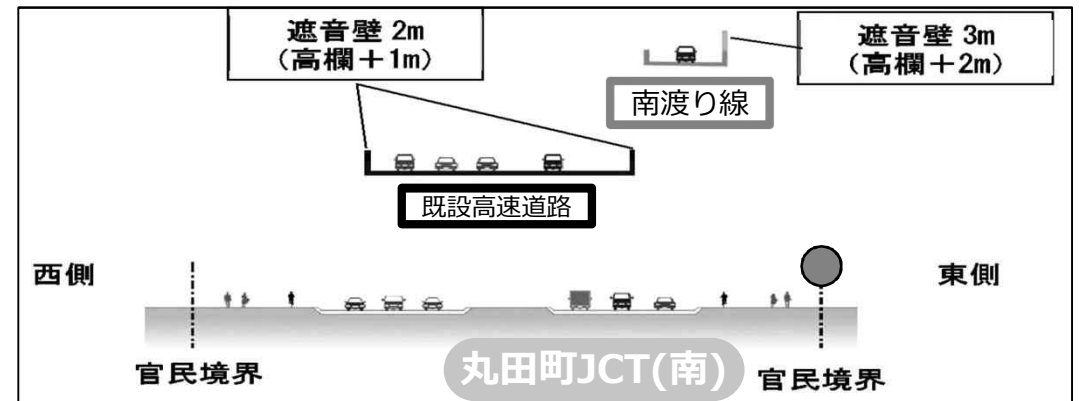 遮音壁 2m
(高欄＋1m)
遮音壁 3m
(高欄＋2m)
南渡り線
既設高速道路
西側
東側
官民境界
丸田町JCT(南)
官民境界